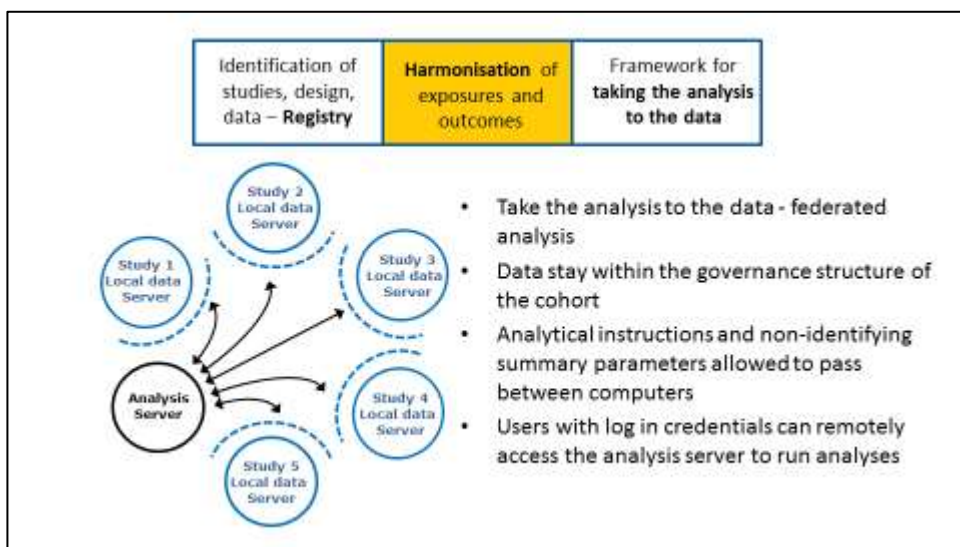 Identification of
studies, design,
data – Registry
Harmonisation of
exposures and
outcomes
Framework for
taking the analysis
to the data
Study 1
Local data
Server
Study 2
Local data
Server
Study 3
Local data
Server
Study 4
Local data
Server
Study 5
Local data
Server
Analysis
Server
• Take the analysis to the data - federated
analysis
• Data stay within the governance structure of
the cohort
• Analytical instructions and non-identifying
summary parameters allowed to pass
between computers
• Users with log in credentials can remotely
access the analysis server to run analyses